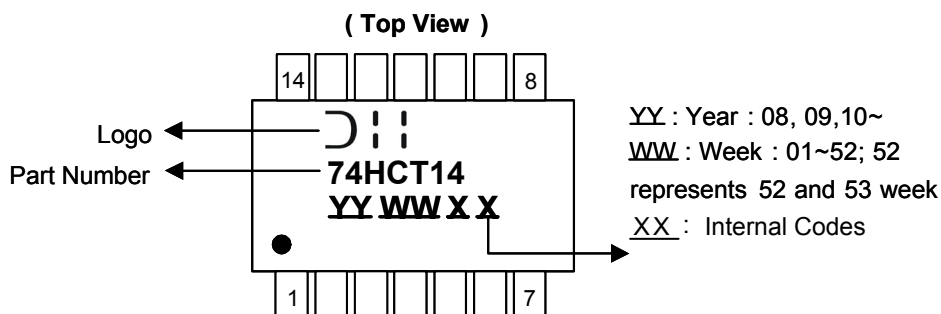 ( Top View )
14 8
Logo
Part Number
74HCT14
YY WW X X
1 7
YY : Year : 08, 09,10~
WW : Week : 01~52; 52
represents 52 and 53 week
XX : Internal Codes